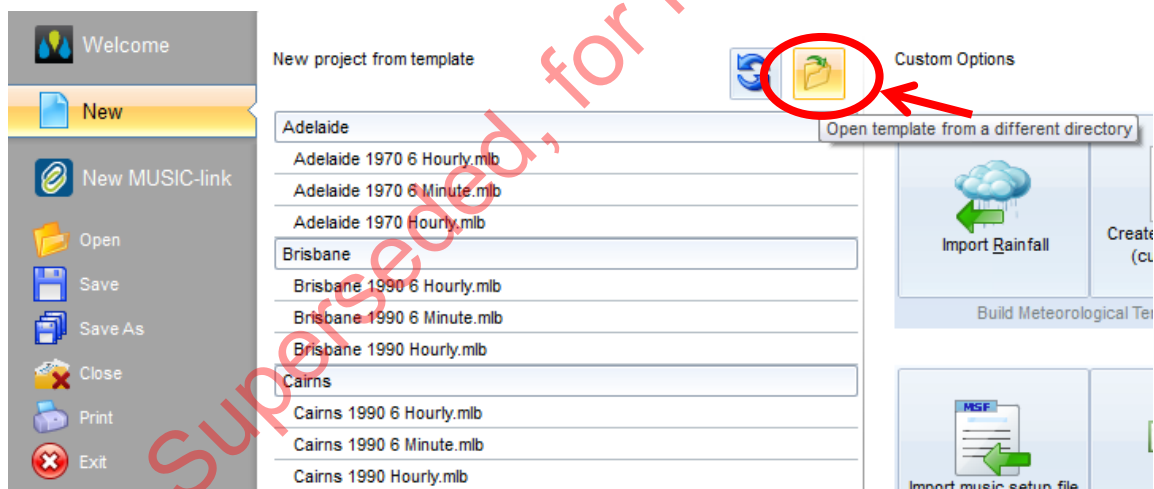 Welcome
New
New MUSIC-link
Open
Save
Save As
Close
Print
Exit
New project from template
Adelaide
Adelaide 1970 6 Hourly.mlb
Adelaide 1970 6 Minute.mlb
Adelaide 1970 Hourly.mlb
Brisbane
Brisbane 1990 6 Hourly.mlb
Brisbane 1990 6 Minute.mlb
Brisbane 1990 Hourly.mlb
Cairns
Cairns 1990 6 Hourly.mlb
Cairns 1990 6 Minute.mlb
Cairns 1990 Hourly.mlb
Custom Options
Open template from a different directory
Import Rainfall
Create
Build Meteorological
MSF
Import music setup file
Superseded, for